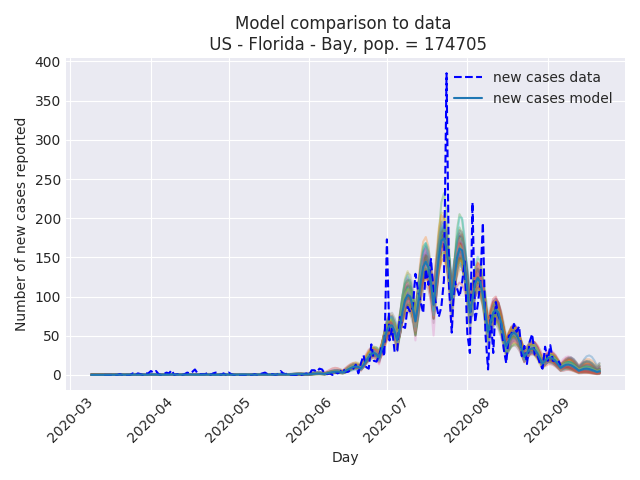 Model comparison to data
US - Florida - Bay, pop. = 174705
400
350
300
250
200
150
100
50
0
Number of new cases reported
new cases data
new cases model
2020-03
2020-04
2020-05
2020-06
2020-07
2020-08
2020-09
Day